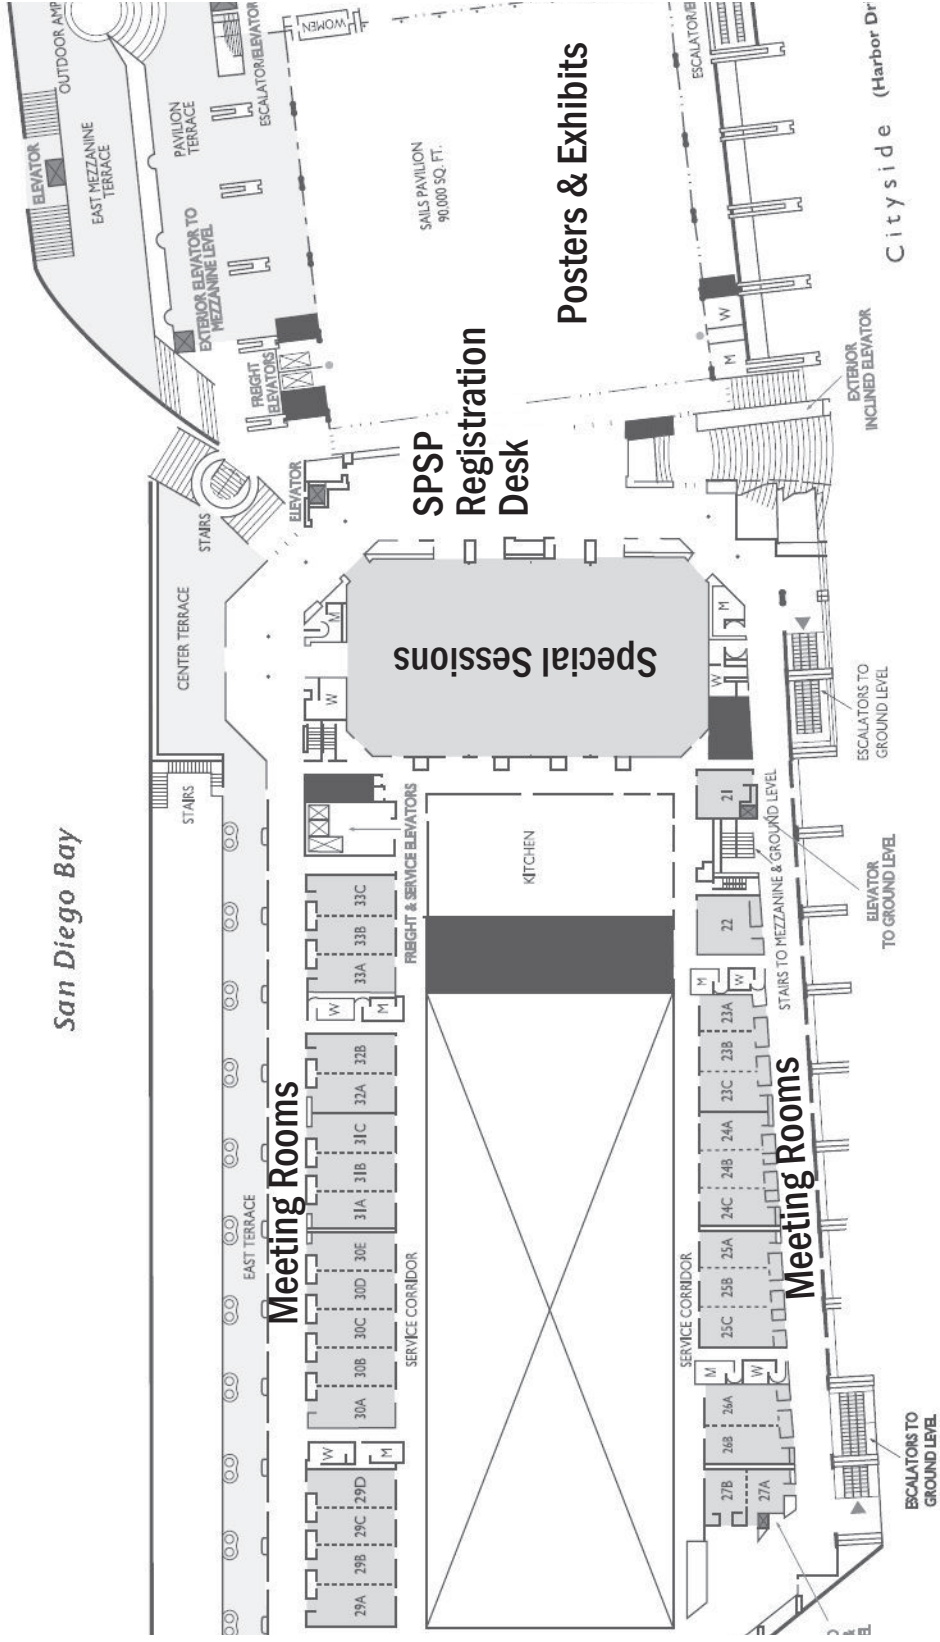 San Diego Bay
OUTDOOR AMP
ELEVATOR
EAST MEZZANINE
TERRACE
PAVILION
TERRACE
ESCALATOR/ELEVATOR
WOMEN
EXTERIOR ELEVATOR TO
MEZZANINE LEVEL
FREIGHT
ELEVATORS
SAILS PAVILION
90,000 SQ. FT.
Posters & Exhibits
ESCALATOR/E
Cityside (Harbor Dr
W
M
EXTERIOR
INCLINED ELEVATOR
SPSP
Registration
Desk
ELEVATOR
STAIRS
CENTER TERRACE
STAIRS
M
W
Special Sessions
M
W
ESCALATORS TO
GROUND LEVEL
FREIGHT & SERVICE ELEVATORS
KITCHEN
21
STAIRS TO MEZZANINE & GROUND LEVEL
ELEVATOR
TO GROUND LEVEL
22
M
W
33C
33B
33A
W
M
32B
32A
31C
31B
31A
30E
30D
30C
30B
30A
W
M
29D
29C
29B
29A
EAST TERRACE
Meeting Rooms
SERVICE CORRIDOR
SERVICE CORRIDOR
23A
23B
23C
24A
24B
24C
25A
25B
25C
M
W
26A
26B
27B
27A
Meeting Rooms
ESCALATORS TO
GROUND LEVEL